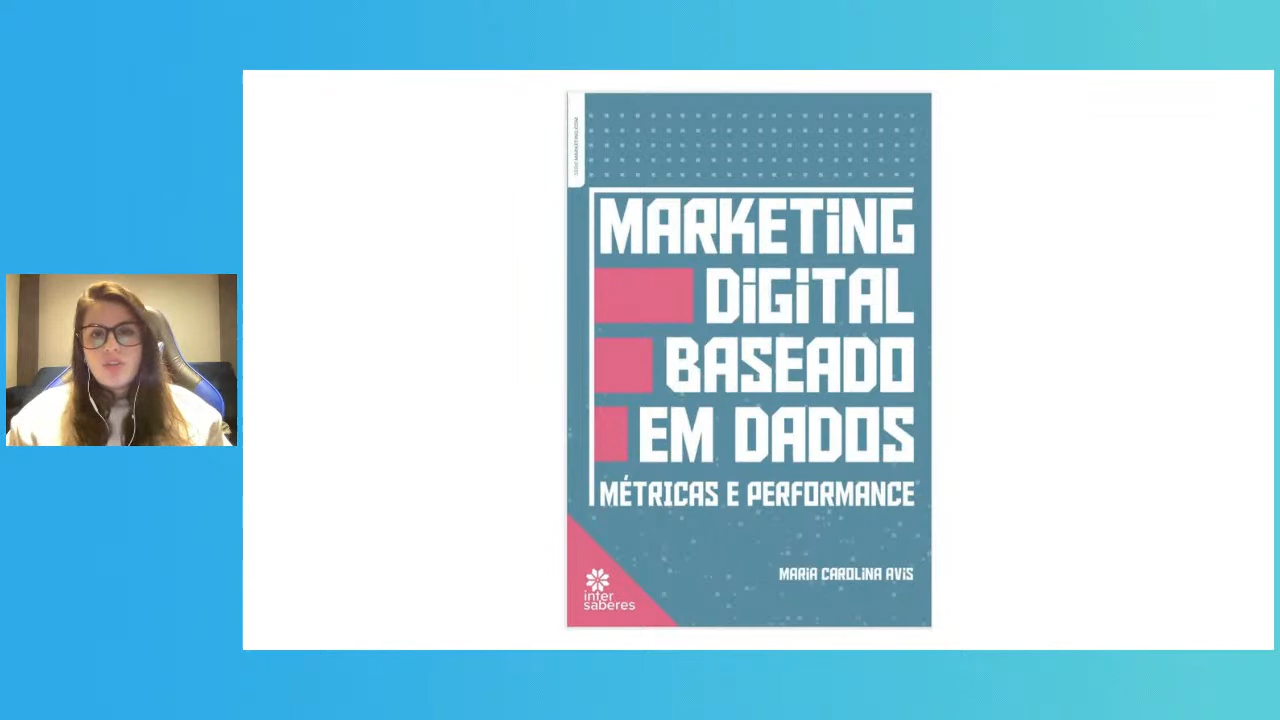 MARKETING
DIGITAL
BASEADO
EM DADOS
MÉTRICAS E PERFORMANCE
MARIA CAROLINA AVIS
inter
saberes